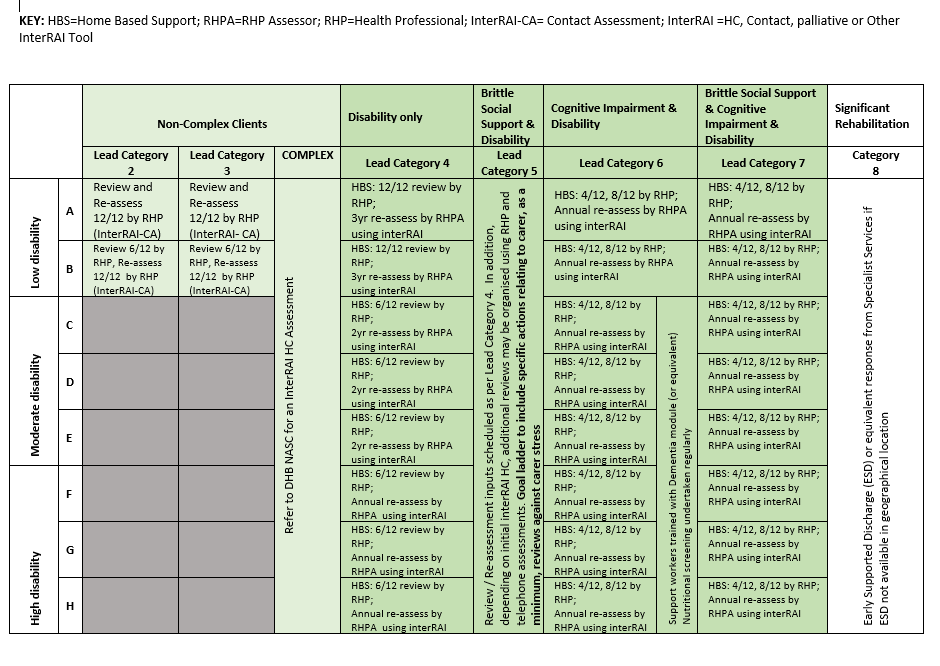 KEY: HBS=Home Based Support; RHPA=RHP Assessor; RHP=Health Professional; InterRAI-CA= Contact Assessment; InterRAI =HC, Contact, palliative or Other
InterRAI Tool
Non-Complex Clients
Disability only
Brittle
Social
Support &
Disability
Cognitive Impairment &
Disability
Brittle Social Support
& Cognitive
Impairment &
Disability
Significant
Rehabilitation
Lead Category
2
Lead Category
3
COMPLEX
Lead Category 4
Lead
Category 5
Lead Category 6
Lead Category 7
Category
8
Low disability
A
Review and
Re-assess
12/12 by RHP
(InterRAI-CA)
Review and
Re-assess
12/12 by RHP
(InterRAI- CA)
Refer to DHB NASC for an InterRAI HC Assessment
HBS: 12/12 review by
RHP;
3yr re-assess by RHPA
using interRAI
Review / Re-assessment inputs scheduled as per Lead Category 4.  In addition,
depending on initial interRAI HC, additional reviews may be organised using RHP and
telephone assessments. Goal ladder to include specific actions relating to carer, as a
minimum, reviews against carer stress
HBS: 4/12, 8/12 by RHP;
Annual re-assess by RHPA
using interRAI
HBS: 4/12, 8/12 by
RHP;
Annual re-assess by
RHPA using interRAI
Early Supported Discharge (ESD) or equivalent response from Specialist Services if
ESD not available in geographical location
B
Review 6/12 by
RHP, Re-assess
12/12  by RHP
(InterRAI-CA)
Review 6/12 by
RHP, Re-assess
12/12  by RHP
(InterRAI-CA)
HBS: 12/12 review by
RHP;
3yr re-assess by RHPA
using interRAI
HBS: 4/12, 8/12 by RHP;
Annual re-assess by RHPA
using interRAI
HBS: 4/12, 8/12 by RHP;
Annual re-assess by
RHPA using interRAI
Moderate disability
C
HBS: 6/12 review by
RHP;
2yr re-assess by RHPA
using interRAI
HBS: 4/12, 8/12 by
RHP;
Annual re-assess by
RHPA using interRAI
Support workers trained with Dementia module (or equivalent)
Nutritional screening undertaken regularly
HBS: 4/12, 8/12 by RHP;
Annual re-assess by
RHPA using interRAI
D
HBS: 6/12 review by
RHP;
2yr re-assess by RHPA
using interRAI
HBS: 4/12, 8/12 by
RHP;
Annual re-assess by
RHPA using interRAI
HBS: 4/12, 8/12 by RHP;
Annual re-assess by
RHPA using interRAI
E
HBS: 6/12 review by
RHP;
2yr re-assess by RHPA
using interRAI
HBS: 4/12, 8/12 by
RHP;
Annual re-assess by
RHPA using interRAI
HBS: 4/12, 8/12 by RHP;
Annual re-assess by
RHPA using interRAI
High disability
F
HBS: 6/12 review by
RHP;
Annual re-assess by
RHPA  using interRAI
HBS: 4/12, 8/12 by
RHP;
Annual re-assess by
RHPA using interRAI
HBS: 4/12, 8/12 by RHP;
Annual re-assess by
RHPA using interRAI
G
HBS: 6/12 review by
RHP;
Annual re-assess by
RHPA using interRAI
HBS: 4/12, 8/12 by
RHP;
Annual re-assess by
RHPA using interRAI
HBS: 4/12, 8/12 by RHP;
Annual re-assess by
RHPA using interRAI
H
HBS: 6/12 review by
RHP;
Annual re-assess by
RHPA  using interRAI
HBS: 4/12, 8/12 by
RHP;
Annual re-assess by
RHPA using interRAI
HBS: 4/12, 8/12 by RHP;
Annual re-assess by
RHPA using interRAI